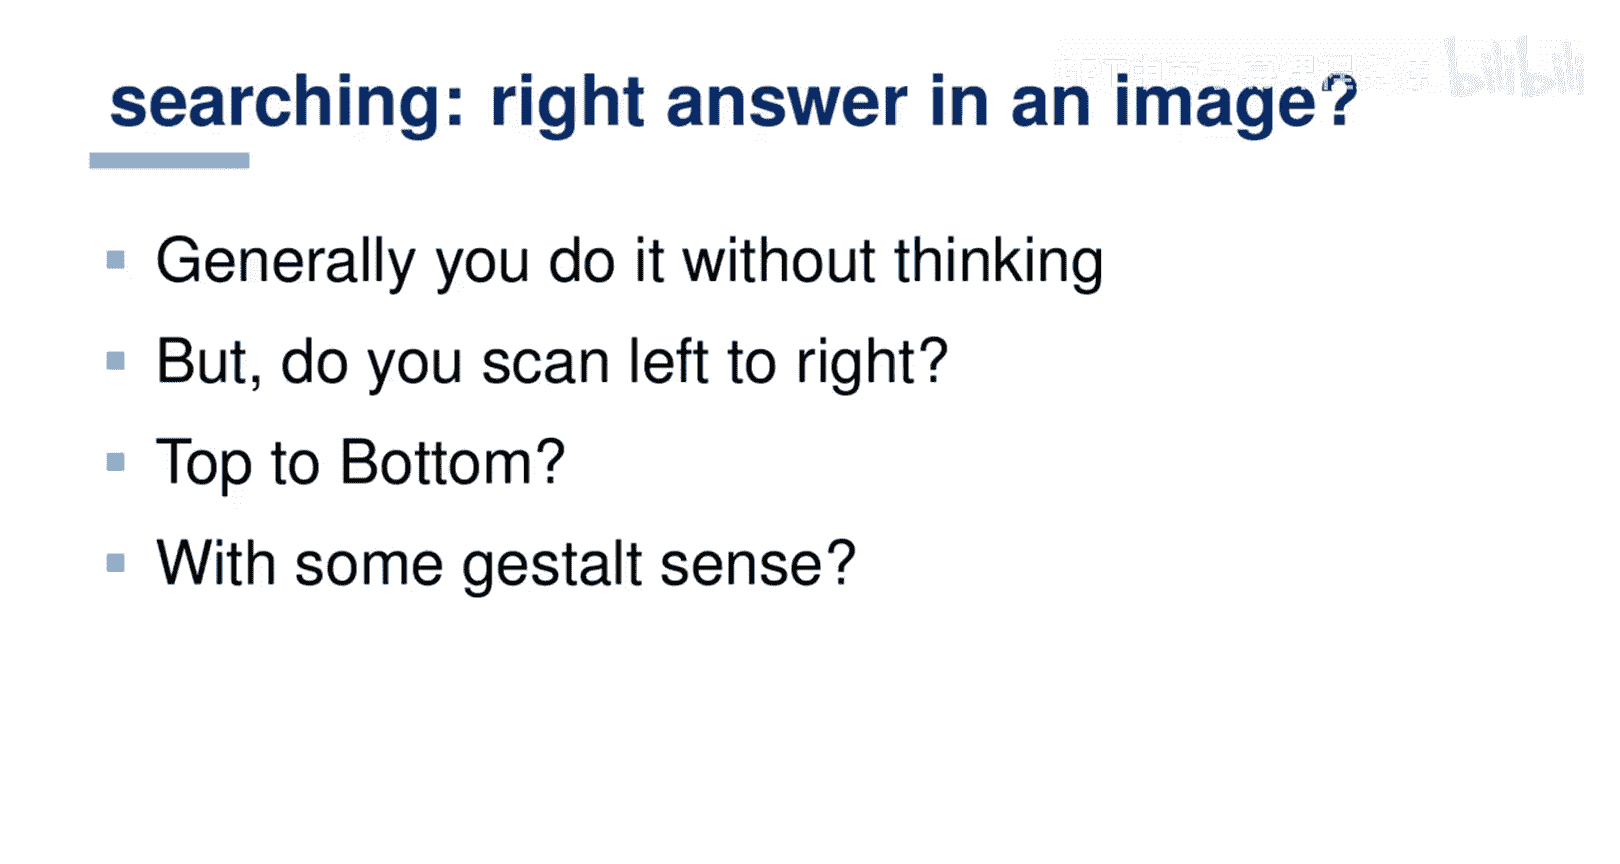 searching: right answer in an image?
bilibili
Generally you do it without thinking
But, do you scan left to right?
Top to Bottom?
With some gestalt sense?